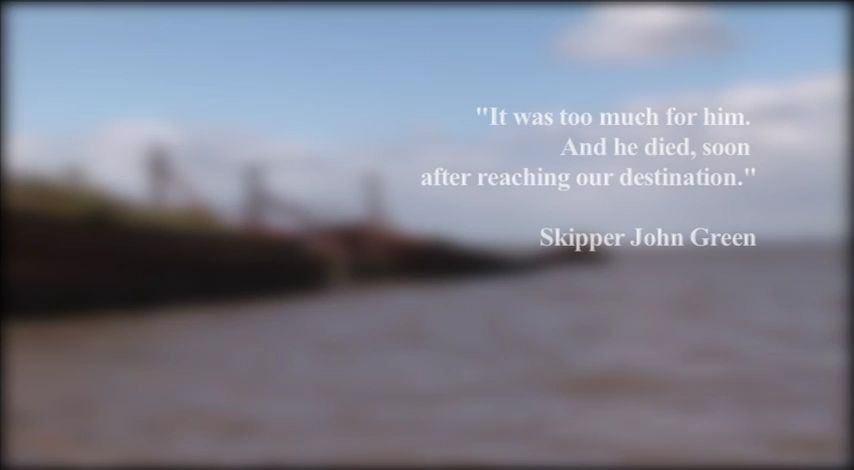 "It was too much for him.
And he died, soon
after reaching our destination."
Skipper John Green